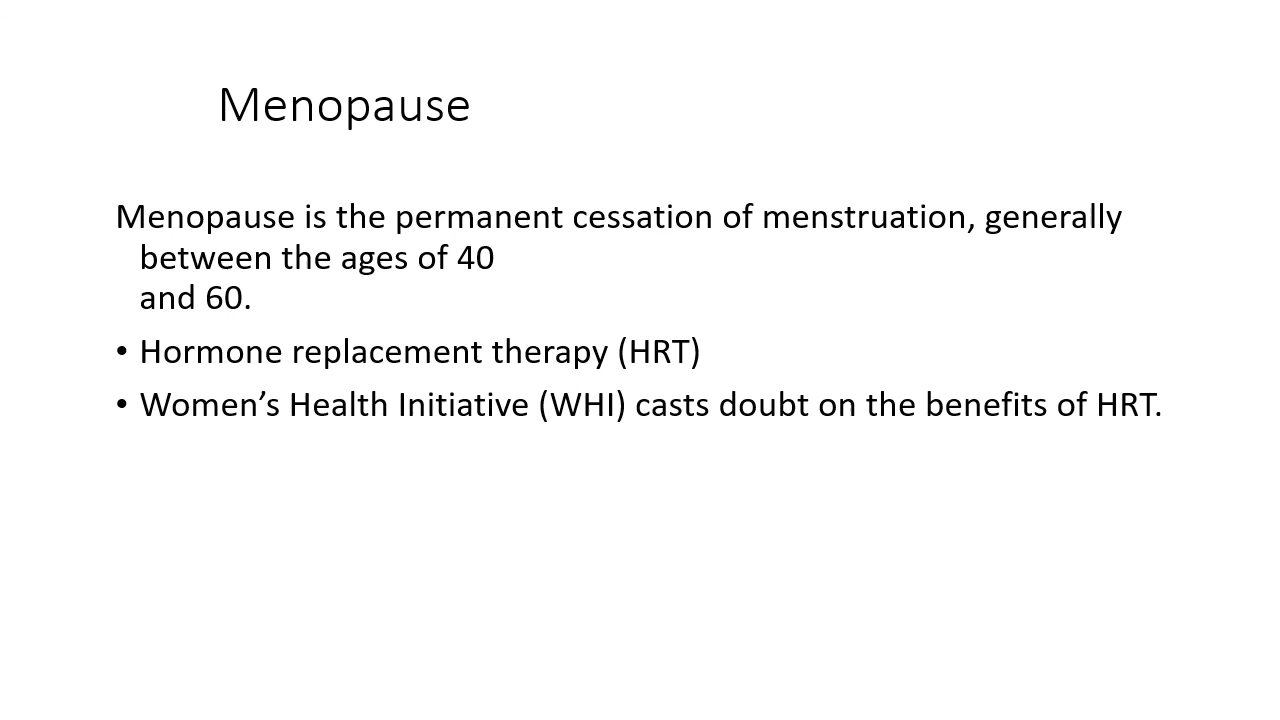 Menopause
Menopause is the permanent cessation of menstruation, generally
between the ages of 40
and 60.
• Hormone replacement therapy (HRT)
• Women’s Health Initiative (WHI) casts doubt on the benefits of HRT.